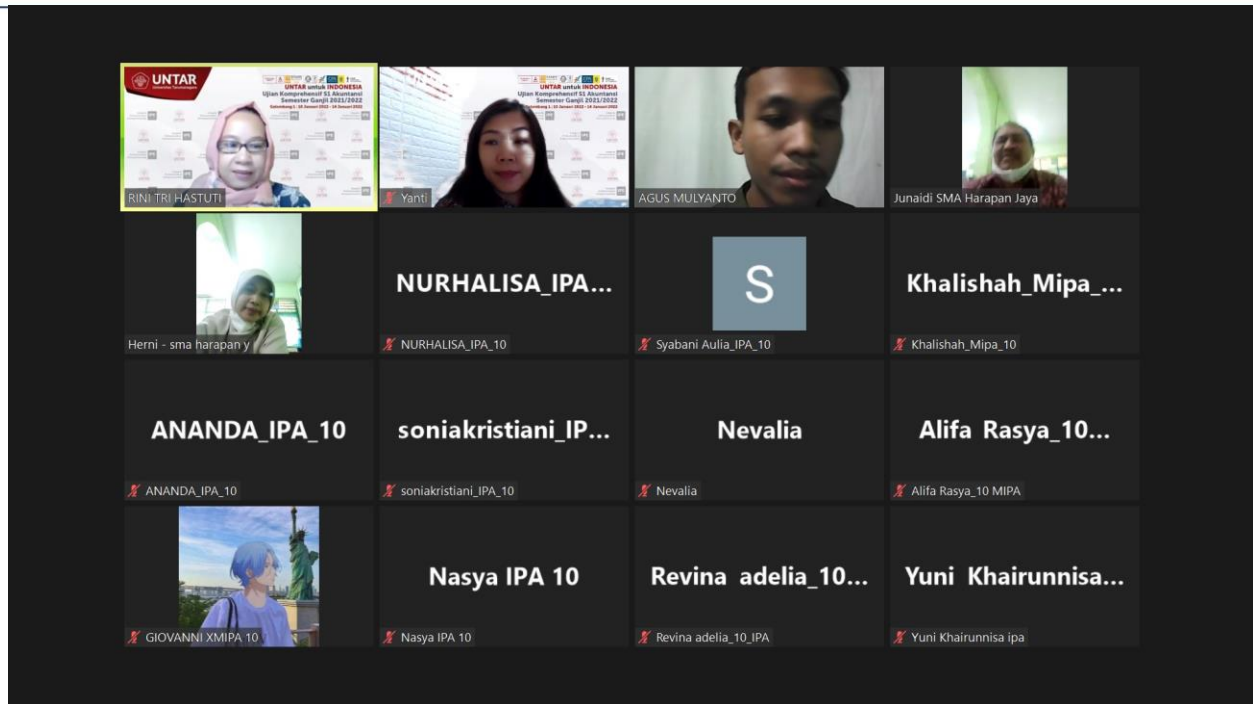 UNTAR
Universitas Tarumanagara
UNTAR untuk INDONESIA
Ujian Komprehensif S1 Akuntansi
Semester Ganjil 2021/2022
RINI TRI HASTUTI
UNTAR untuk INDONESIA
Ujian Komprehensif S1 Akuntansi
Semester Ganjil 2021/2022
Yanti
AGUS MULYANTO
Junaidi SMA Harapan Jaya
Herni - sma harapan y
NURHALISA_IPA...
NURHALISA_IPA_10
S
Syabani Aulia_IPA_10
Khalishah_Mipa_...
Khalishah_Mipa_10
ANANDA_IPA_10
ANANDA_IPA_10
soniakristiani_IP...
soniakristiani_IPA_10
Nevalia
Nevalia
Alifa Rasya_10...
Alifa Rasya_10 MIPA
GIOVANNI XMIPA 10
Nasya IPA 10
Nasya IPA 10
Revina adelia_10...
Revina adelia_10_IPA
Yuni Khairunnisa...
Yuni Khairunnisa ipa